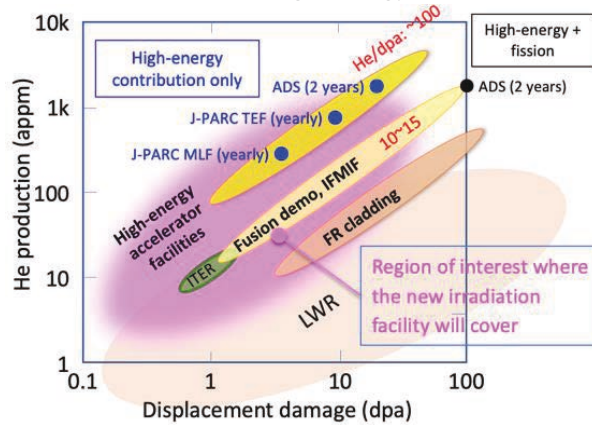 10k
1k
100
10
1
He production (appm)
High-energy
contribution only
He/dpa: ~100
High-energy +
fission
ADS (2 years)
ADS (2 years)
J-PARC TEF (yearly)
J-PARC MLF (yearly)
10~15
High-energy
accelerator
facilities
Fusion demo, IFMIF
FR cladding
ITER
LWR
Region of interest where
the new irradiation
facility will cover
0.1
1
10
100
Displacement damage (dpa)